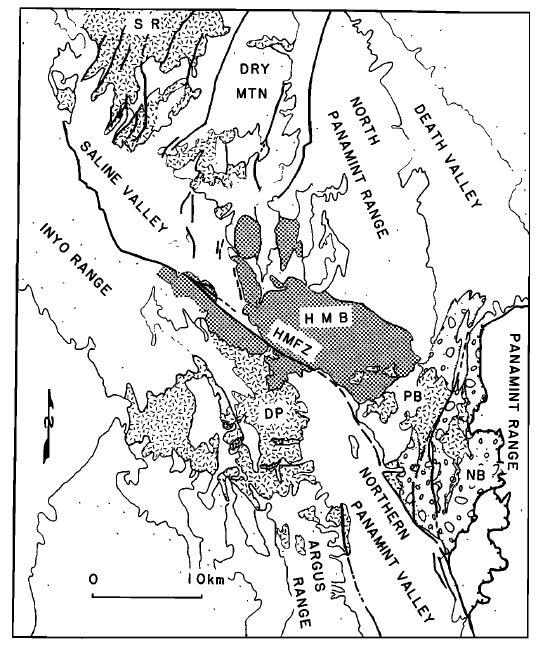 S R
DRY
MTN
NORTH
PANAMINT RANGE
DEATH VALLEY
SALINE VALLEY
INYO RANGE
H M B
HMFZ
PANAMINT RANGE
PB
DP
NB
NORTHERN
PANAMINT VALLEY
ARGUS
RANGE
0
10km